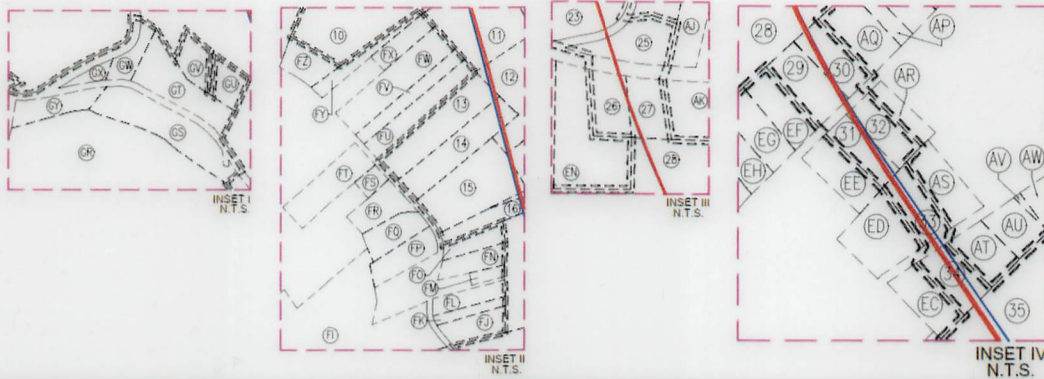 GX
GW
GV
GU
GY
GT
GS
GR
INSET I
N.T.S.
10
11
FZ
FX
FW
12
FY
FV
13
FU
14
FT
FS
15
FR
16
FQ
FP
FN
FO
FM
FL
FK
FJ
FI
INSET II
N.T.S.
23
25
AJ
26
27
AK
28
EN
INSET III
N.T.S.
28
AQ
AP
29
30
AR
EG
EF
31
32
EH
EE
AS
AV
AW
ED
33
AT
AU
34
EC
35
INSET IV
N.T.S.